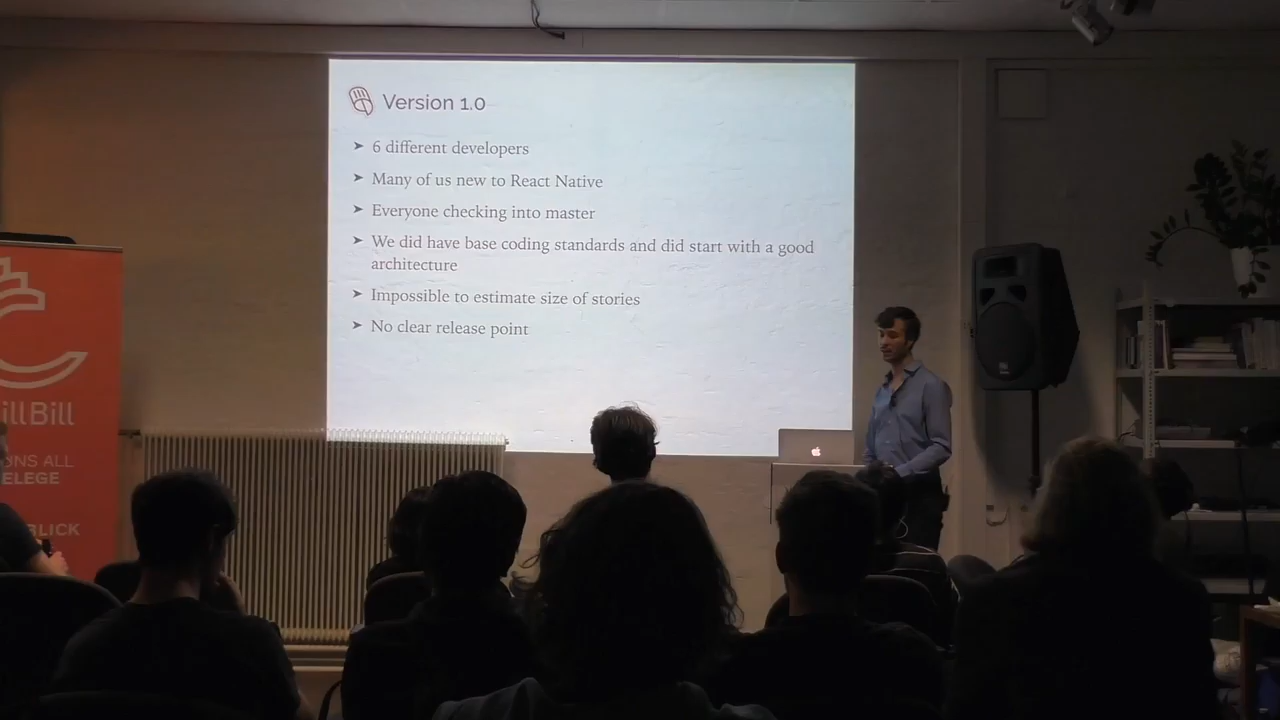 Version 1.0
➤ 6 different developers
➤ Many of us new to React Native
➤ Everyone checking into master
➤ We did have base coding standards and did start with a good
architecture
➤ Impossible to estimate size of stories
➤ No clear release point
illBill
ONS ALL
ELEGE
BLICK